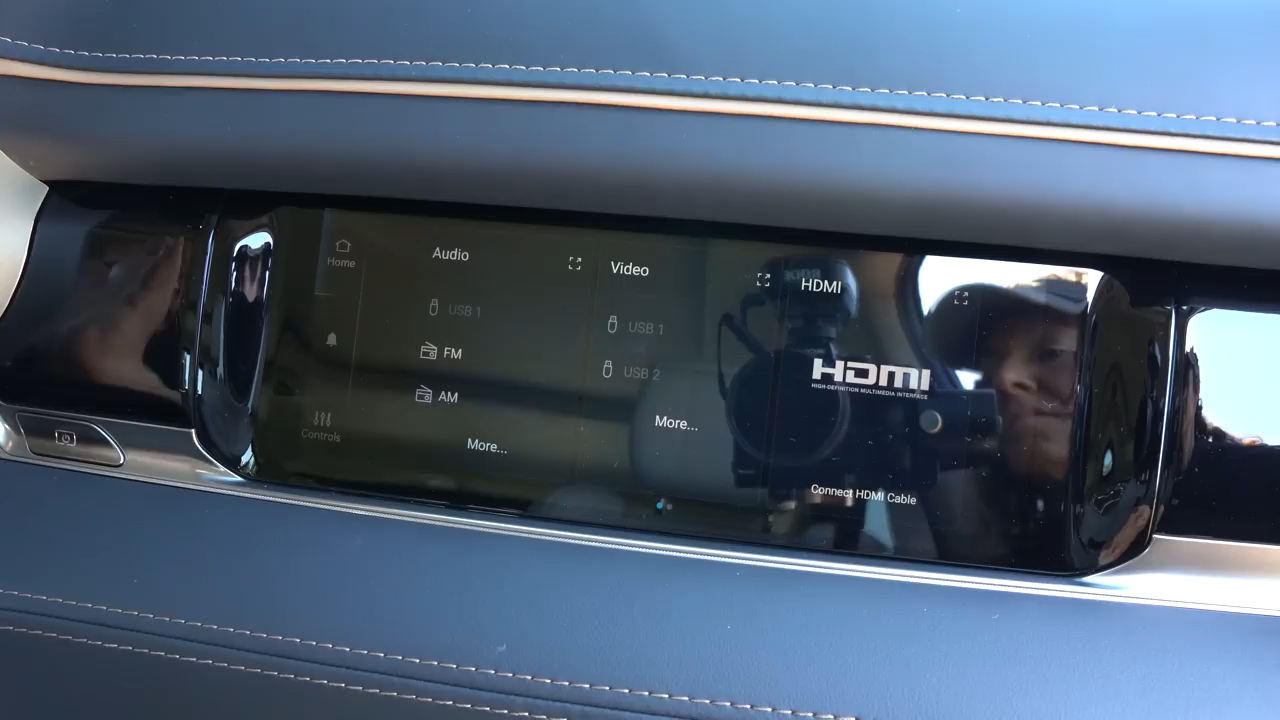 Home
Controls
Audio
USB 1
FM
AM
More...
Video
USB 1
USB 2
More...
HDMI
HDMI
HIGH-DEFINITION MULTIMEDIA INTERFACE
Connect HDMI Cable